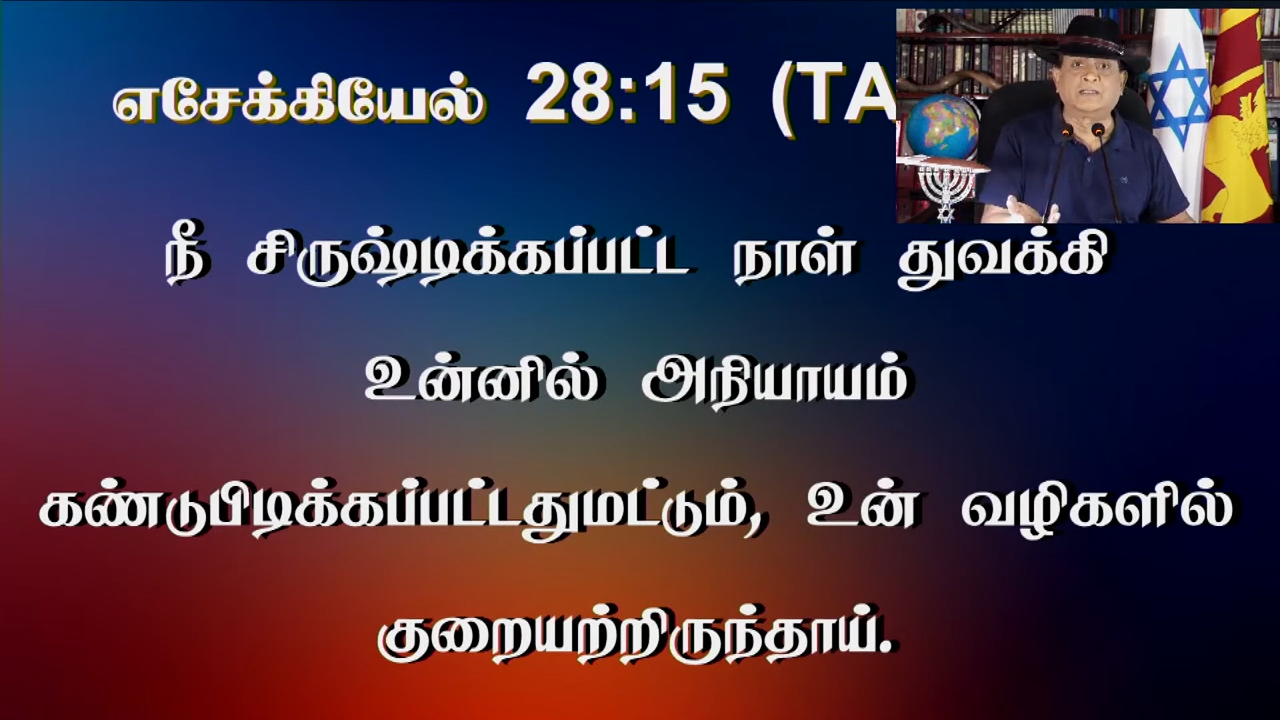 எசேக்கியேல் 28:15 (TA
நீ சிருஷ்டிக்கப்பட்ட நாள் துவக்கி
உன்னில் அநியாயம்
கண்டுபிடிக்கப்பட்டதுமட்டும், உன் வழிகளில்
குறையற்றிருந்தாய்.